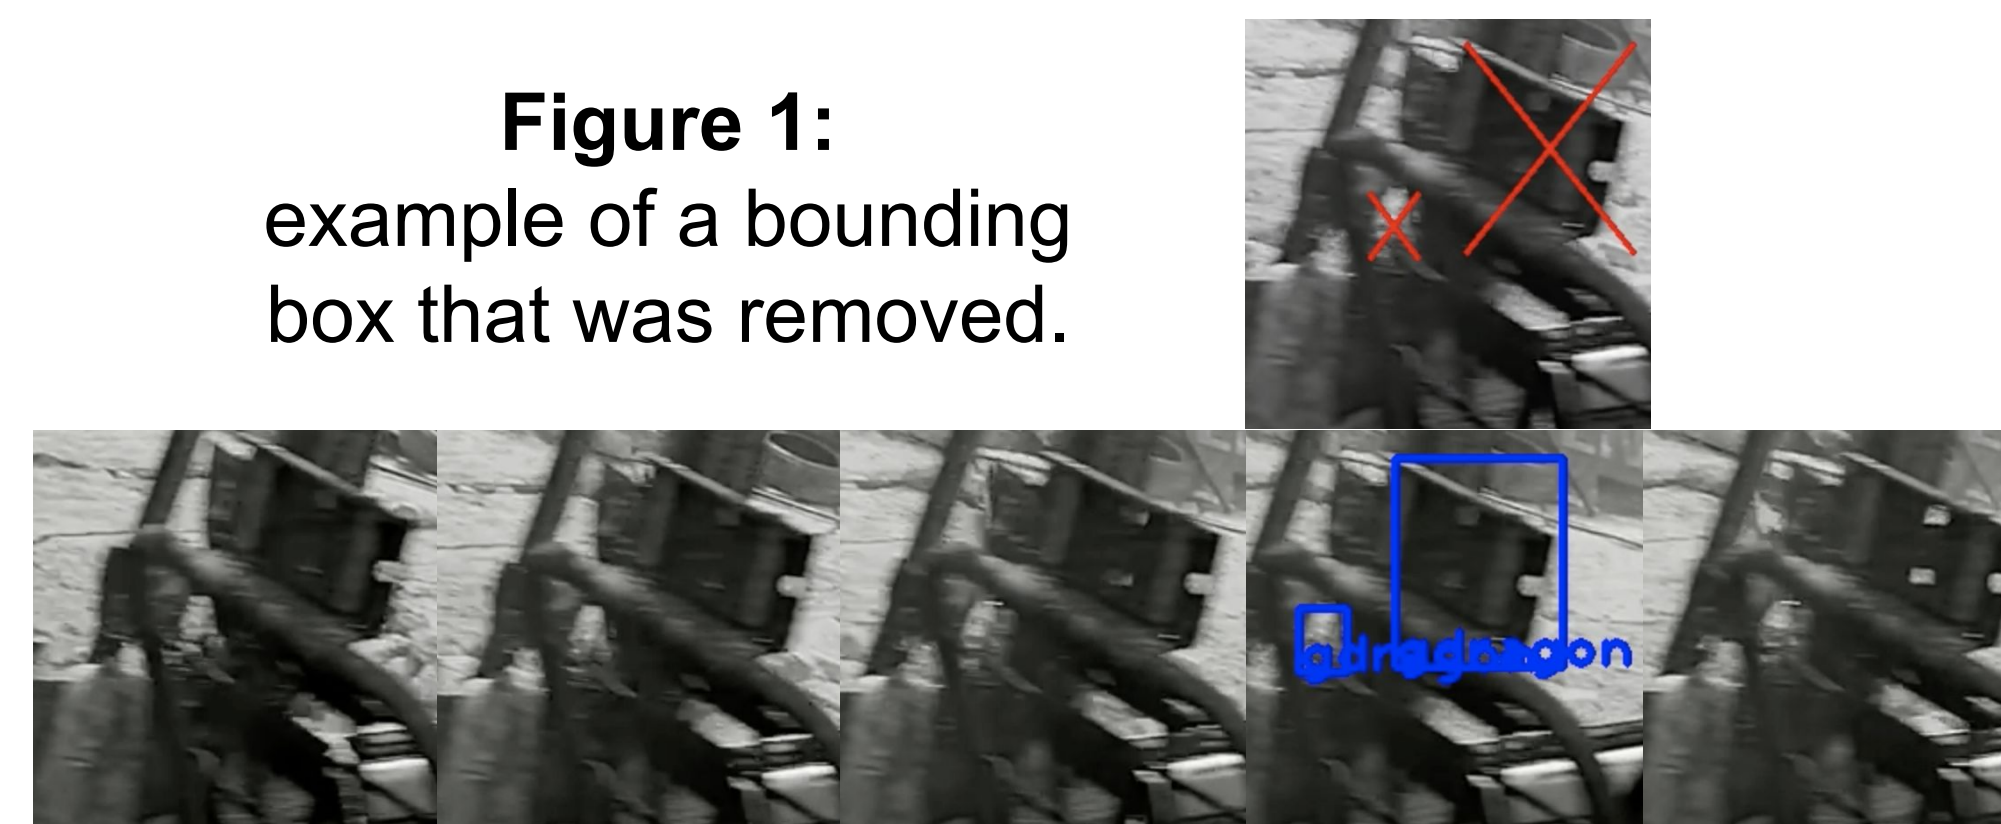 Figure 1:
example of a bounding
box that was removed.